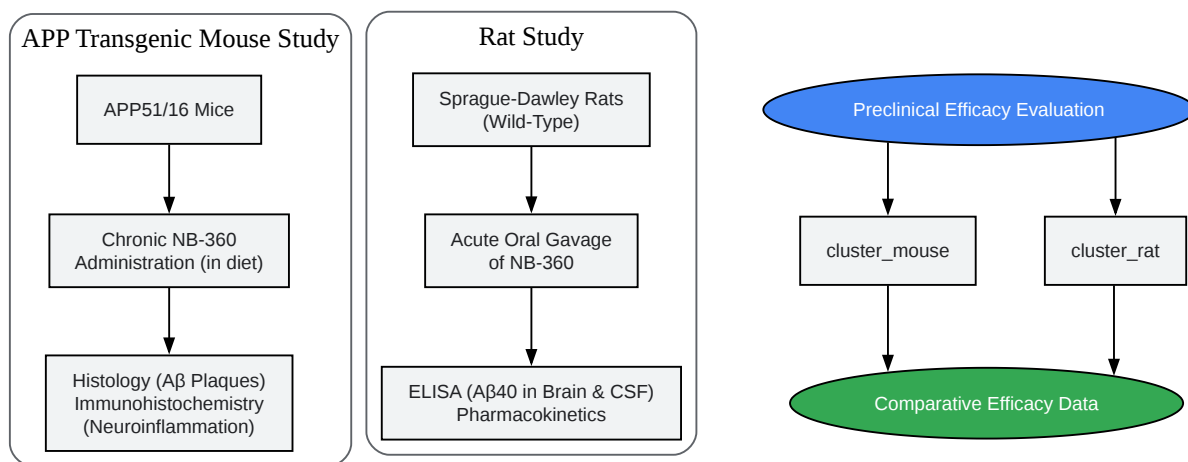 APP Transgenic Mouse Study
APP51/16 Mice
Chronic NB-360
Administration (in diet)
Histology (Aβ Plaques)
Immunohistochemistry
(Neuroinflammation)
Rat Study
Sprague-Dawley Rats
(Wild-Type)
Acute Oral Gavage
of NB-360
ELISA (Aβ40 in Brain & CSF)
Pharmacokinetics
Preclinical Efficacy Evaluation
cluster_mouse
cluster_rat
Comparative Efficacy Data